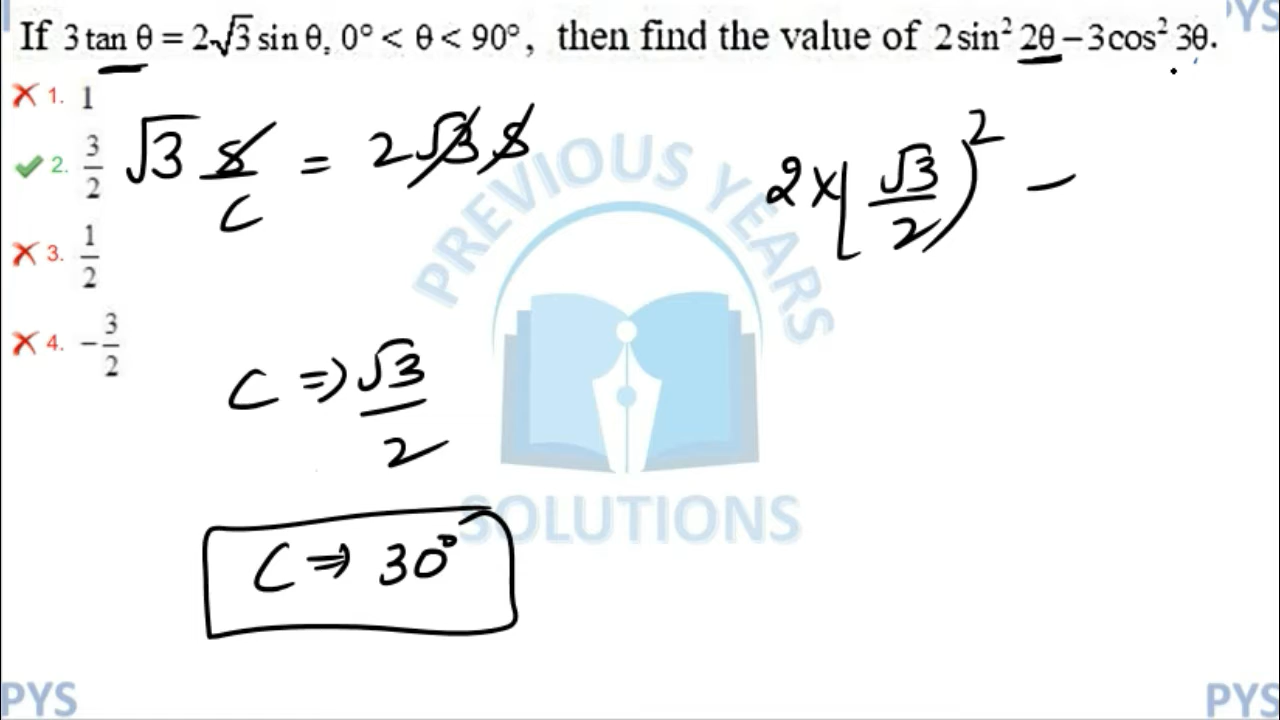 If 3 tan θ = 2√3 sin θ, 0° < θ < 90°, then find the value of 2 sin² 2θ – 3 cos² 3θ.
1. 1
2. 3/2
3. 1/2
4. –3/2
√3 s/c = 2√3 s
2 × (√3/2)² –
C ⇒ √3/2
C ⇒ 30°
PREVIOUS YEARS
SOLUTIONS
PYS
PYS
PYS